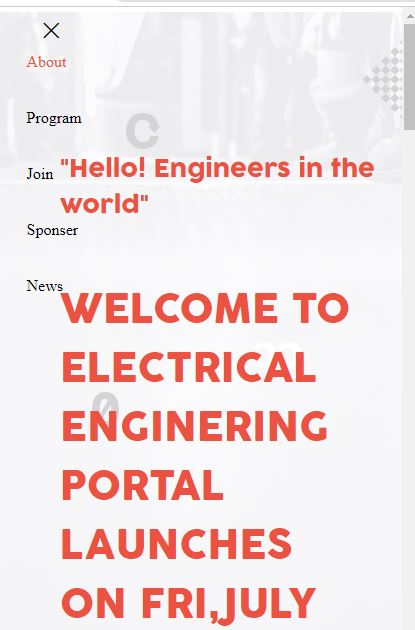 About
Program
C
Join
"Hello! Engineers in the
world"
Sponser
News
WELCOME TO
ELECTRICAL
0
ENGINERING
PORTAL
LAUNCHES
ON FRI,JULY